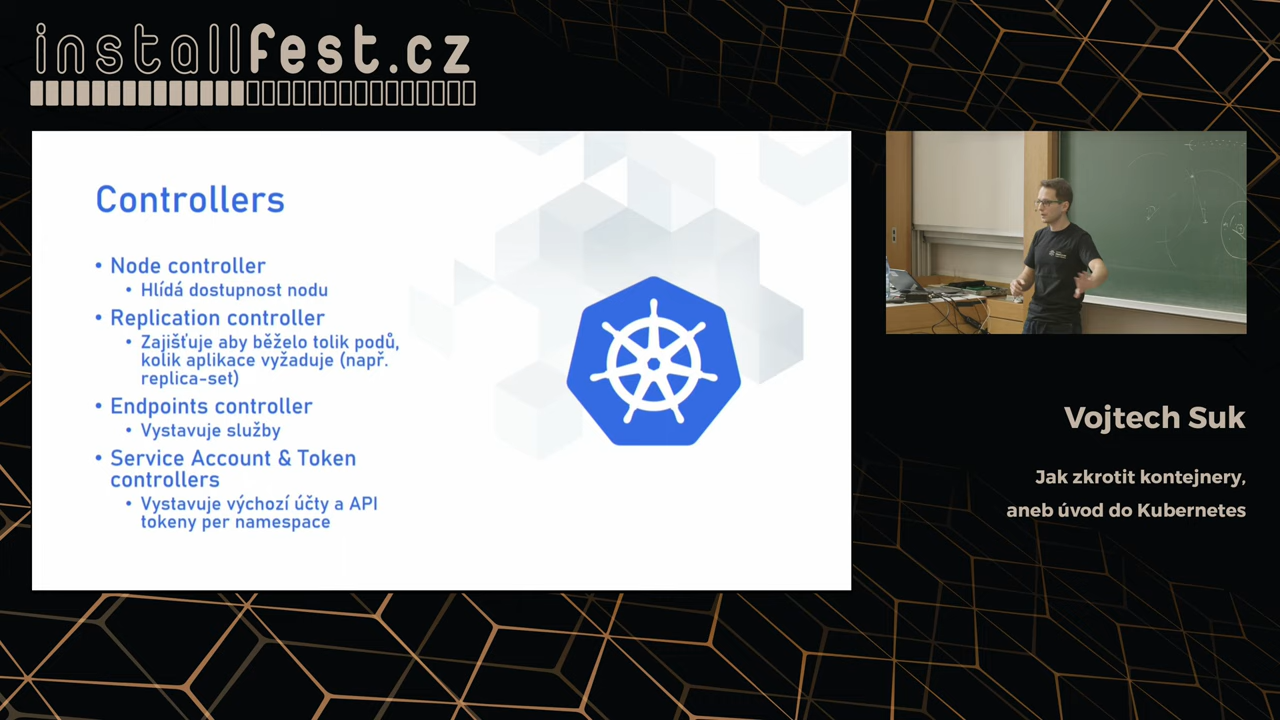 installfest.cz
Controllers
• Node controller
• Hlídá dostupnost nodu
• Replication controller
• Zajišťuje aby běželo tolik podů,
kolik aplikace vyžaduje (např.
replica-set)
• Endpoints controller
• Vystavuje služby
• Service Account & Token
controllers
• Vystavuje výchozí účty a API
tokeny per namespace
Vojtech Suk
Jak zkrotit kontejnery,
aneb úvod do Kubernetes